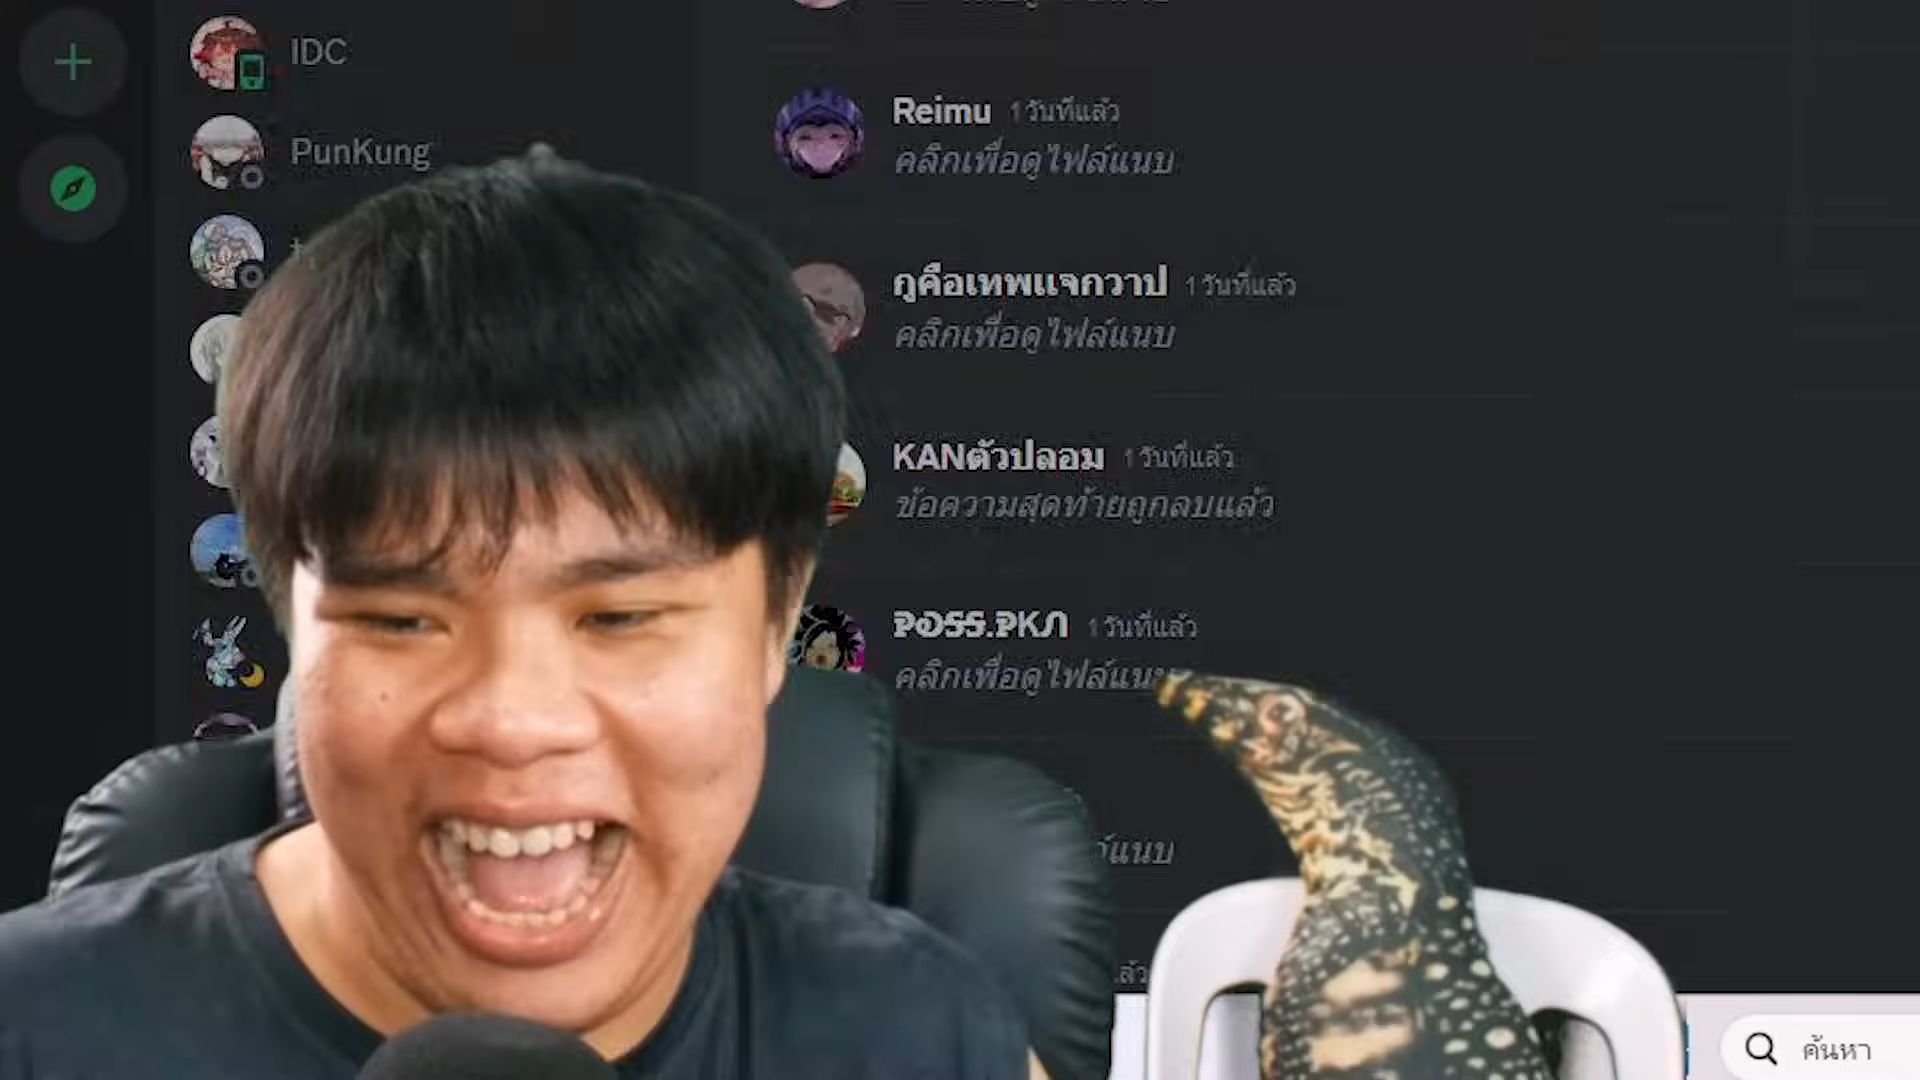 IDC
PunKung
Reimu 1 วันที่แล้ว
คลิกเพื่อดูไฟล์แนบ
กูคือเทพแจกวาป 1 วันที่แล้ว
คลิกเพื่อดูไฟล์แนบ
KANตัวปลอม 1 วันที่แล้ว
ข้อความสุดท้ายถูกลบแล้ว
₱Ꮻ55.₱KᏁ 1 วันที่แล้ว
คลิกเพื่อดูไฟล์แนบ
ค้นหา